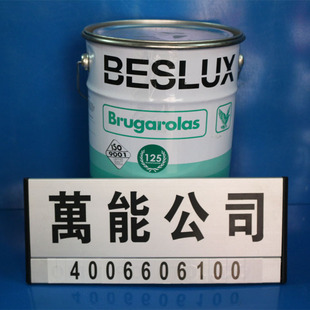 BESLUX
Brugarolas
ISO
9001
125
萬能公司
4006606100